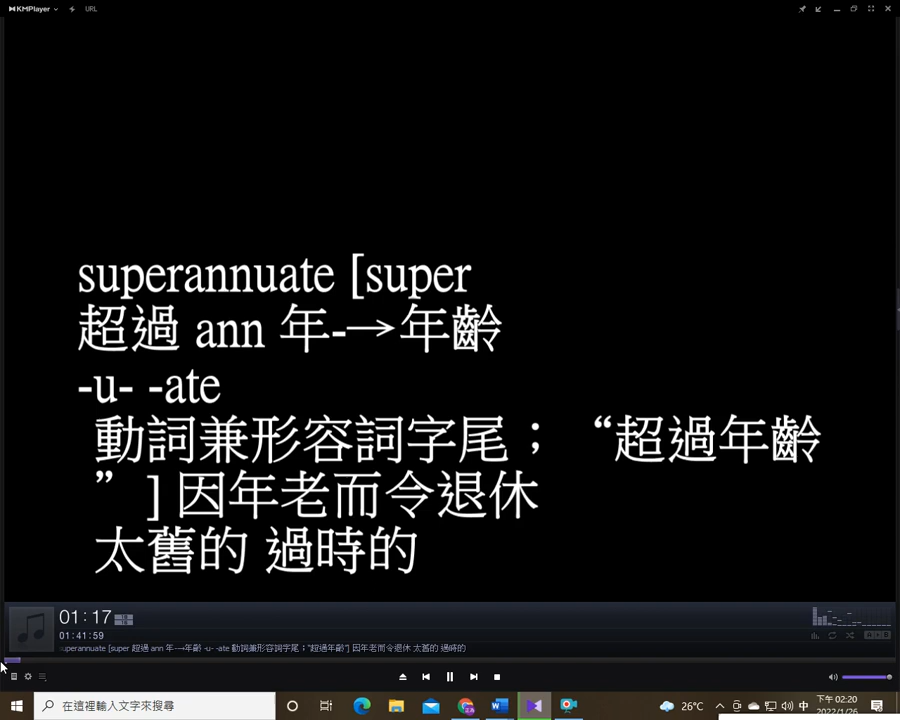 KMPlayer URL
superannuate [super
超過 ann 年-→年齡
-u- -ate
動詞兼形容詞字尾； “超過年齡
” ] 因年老而令退休
太舊的 過時的
01:17
01:41:59
superannuate [super 超過 ann 年-→年齡 -u- -ate 動詞兼形容詞字尾；“超過年齡”] 因年老而令退休 太舊的 過時的
在這裡輸入文字來搜尋
26°C 中 下午 02:20
2022/1/26